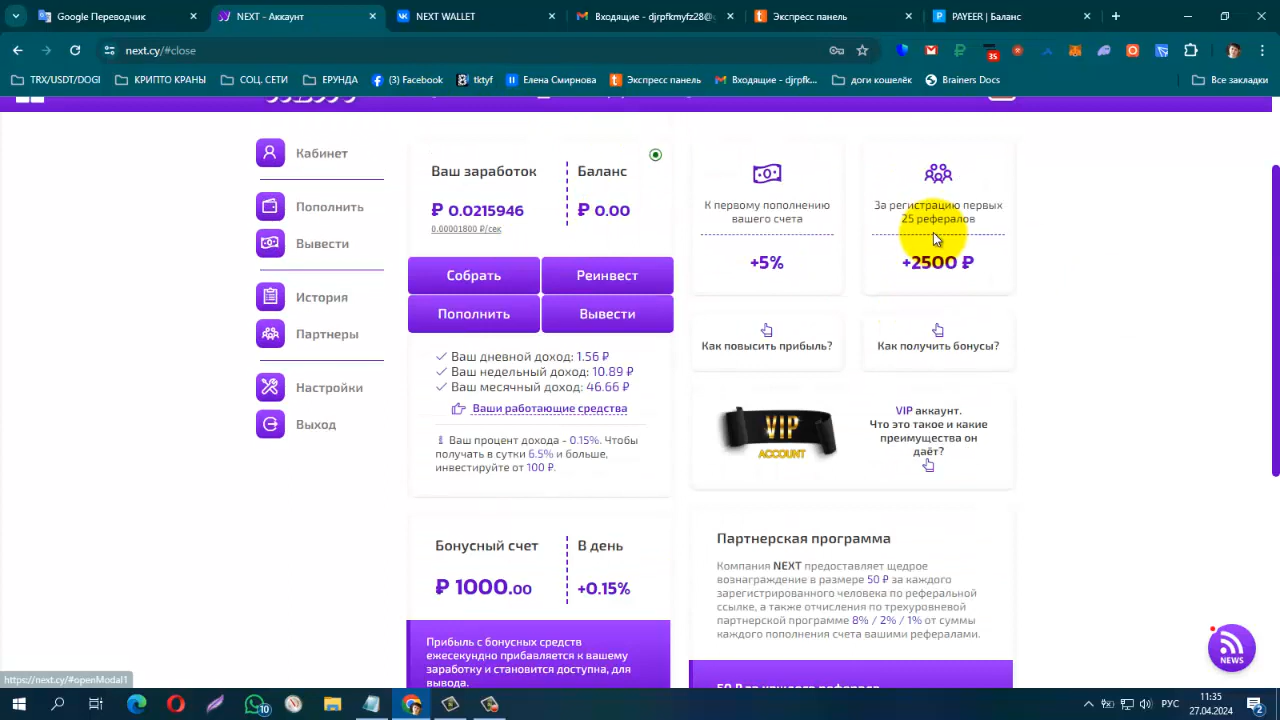 Google Переводчик
NEXT - Аккаунт
NEXT WALLET
Входящие - djrpfkmyfz28@
Экспресс панель
PAYEER | Баланс
next.cy/#close
35
TRX/USDT/DOGI
КРИПТО КРАНЫ
СОЦ. СЕТИ
ЕРУНДА
(3) Facebook
tktyf
Елена Смирнова
Экспресс панель
Входящие - djrpfk...
доги кошелёк
Brainers Docs
Все закладки
Кабинет
Пополнить
Вывести
История
Партнеры
Настройки
Выход
Ваш заработок
Баланс
₽ 0.0215946
₽ 0.00
0.00001800 ₽/сек
Собрать
Реинвест
Пополнить
Вывести
Ваш дневной доход: 1.56 ₽
Ваш недельный доход: 10.89 ₽
Ваш месячный доход: 46.66 ₽
Ваши работающие средства
Ваш процент дохода - 0.15%. Чтобы
получать в сутки 6.5% и больше,
инвестируйте от 100 ₽.
К первому пополнению
вашего счета
+5%
За регистрацию первых
25 рефералов
+2500 ₽
Как повысить прибыль?
Как получить бонусы?
VIP
ACCOUNT
VIP аккаунт.
Что это такое и какие
преимущества он
даёт?
Бонусный счет
В день
₽ 1000.00
+0.15%
Прибыль с бонусных средств
ежесекундно прибавляется к вашему
заработку и становится доступна, для
вывода.
Партнерская программа
Компания NEXT предоставляет щедрое
вознаграждение в размере 50 ₽ за каждого
зарегистрированного человека по реферальной
ссылке, а также отчисления по трехуровневой
партнерской программе 8% / 2% / 1% от суммы
каждого пополнения счета вашими рефералами.
50 ₽ за каждого реферала
NEWS
https://next.cy/#openModal1
10
РУС
11:35
27.04.2024
2